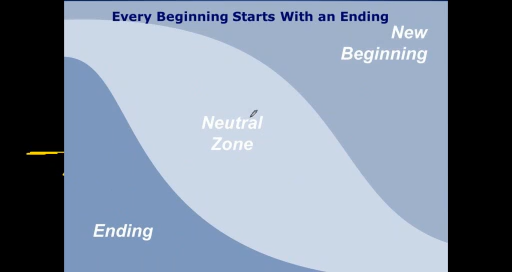 Every Beginning Starts With an Ending
New
Beginning
Neutral
Zone
Ending